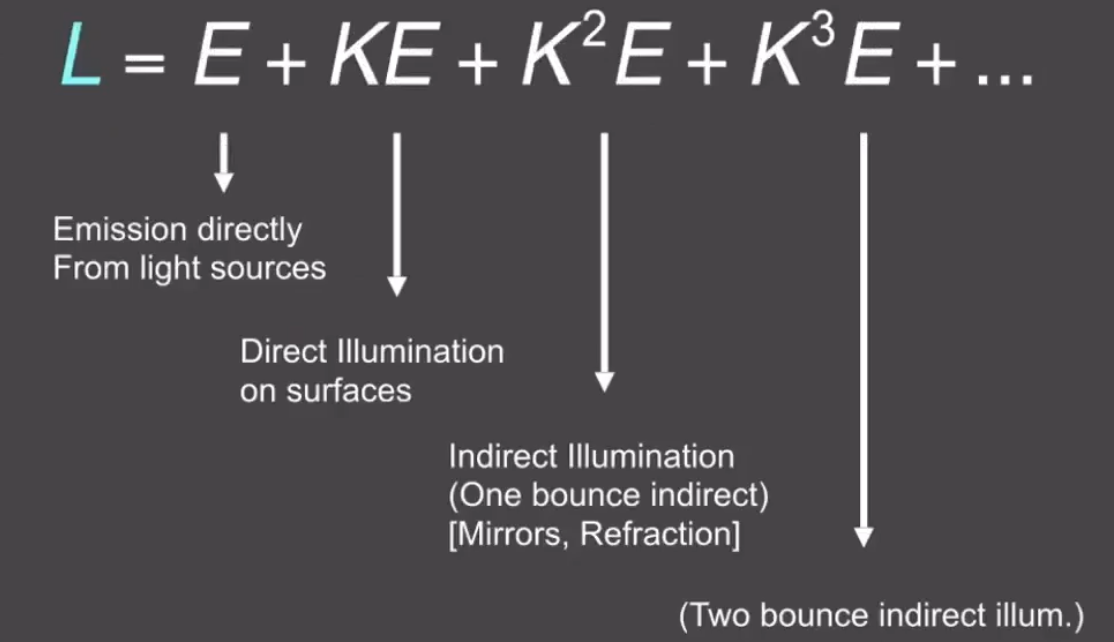 L = E + KE + K²E + K³E + ...
Emission directly
From light sources
Direct Illumination
on surfaces
Indirect Illumination
(One bounce indirect)
[Mirrors, Refraction]
(Two bounce indirect illum.)